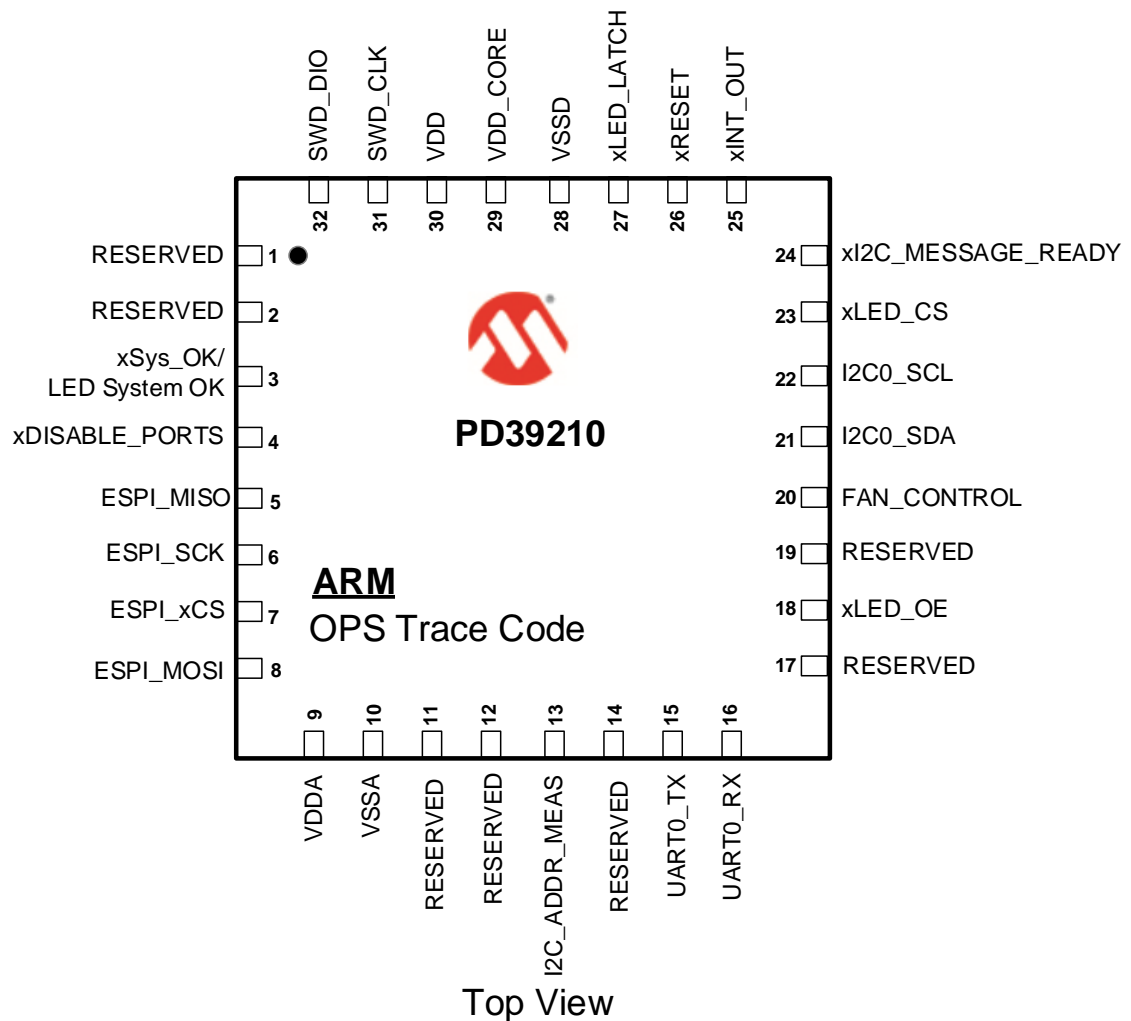 SWD_DIO
SWD_CLK
VDD
VDD_CORE
VSSD
xLED_LATCH
xRESET
xINT_OUT
32
31
30
29
28
27
26
25
RESERVED
1
RESERVED
2
xSys_OK/
LED System OK
3
xDISABLE_PORTS
4
ESPI_MISO
5
ESPI_SCK
6
ESPI_xCS
7
ESPI_MOSI
8
PD39210
ARM
OPS Trace Code
24
xI2C_MESSAGE_READY
23
xLED_CS
22
I2C0_SCL
21
I2C0_SDA
20
FAN_CONTROL
19
RESERVED
18
xLED_OE
17
RESERVED
9
10
11
12
13
14
15
16
VDDA
VSSA
RESERVED
RESERVED
I2C_ADDR_MEAS
RESERVED
UART0_TX
UART0_RX
Top View